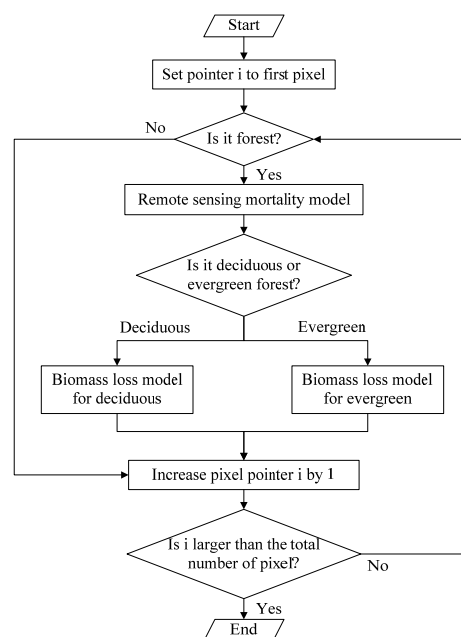 Start
Set pointer i to first pixel
No
Is it forest?
Yes
Remote sensing mortality model
Is it deciduous or
evergreen forest?
Deciduous
Evergreen
Biomass loss model
for deciduous
Biomass loss model
for evergreen
Increase pixel pointer i by 1
Is i larger than the total
number of pixel?
No
Yes
End